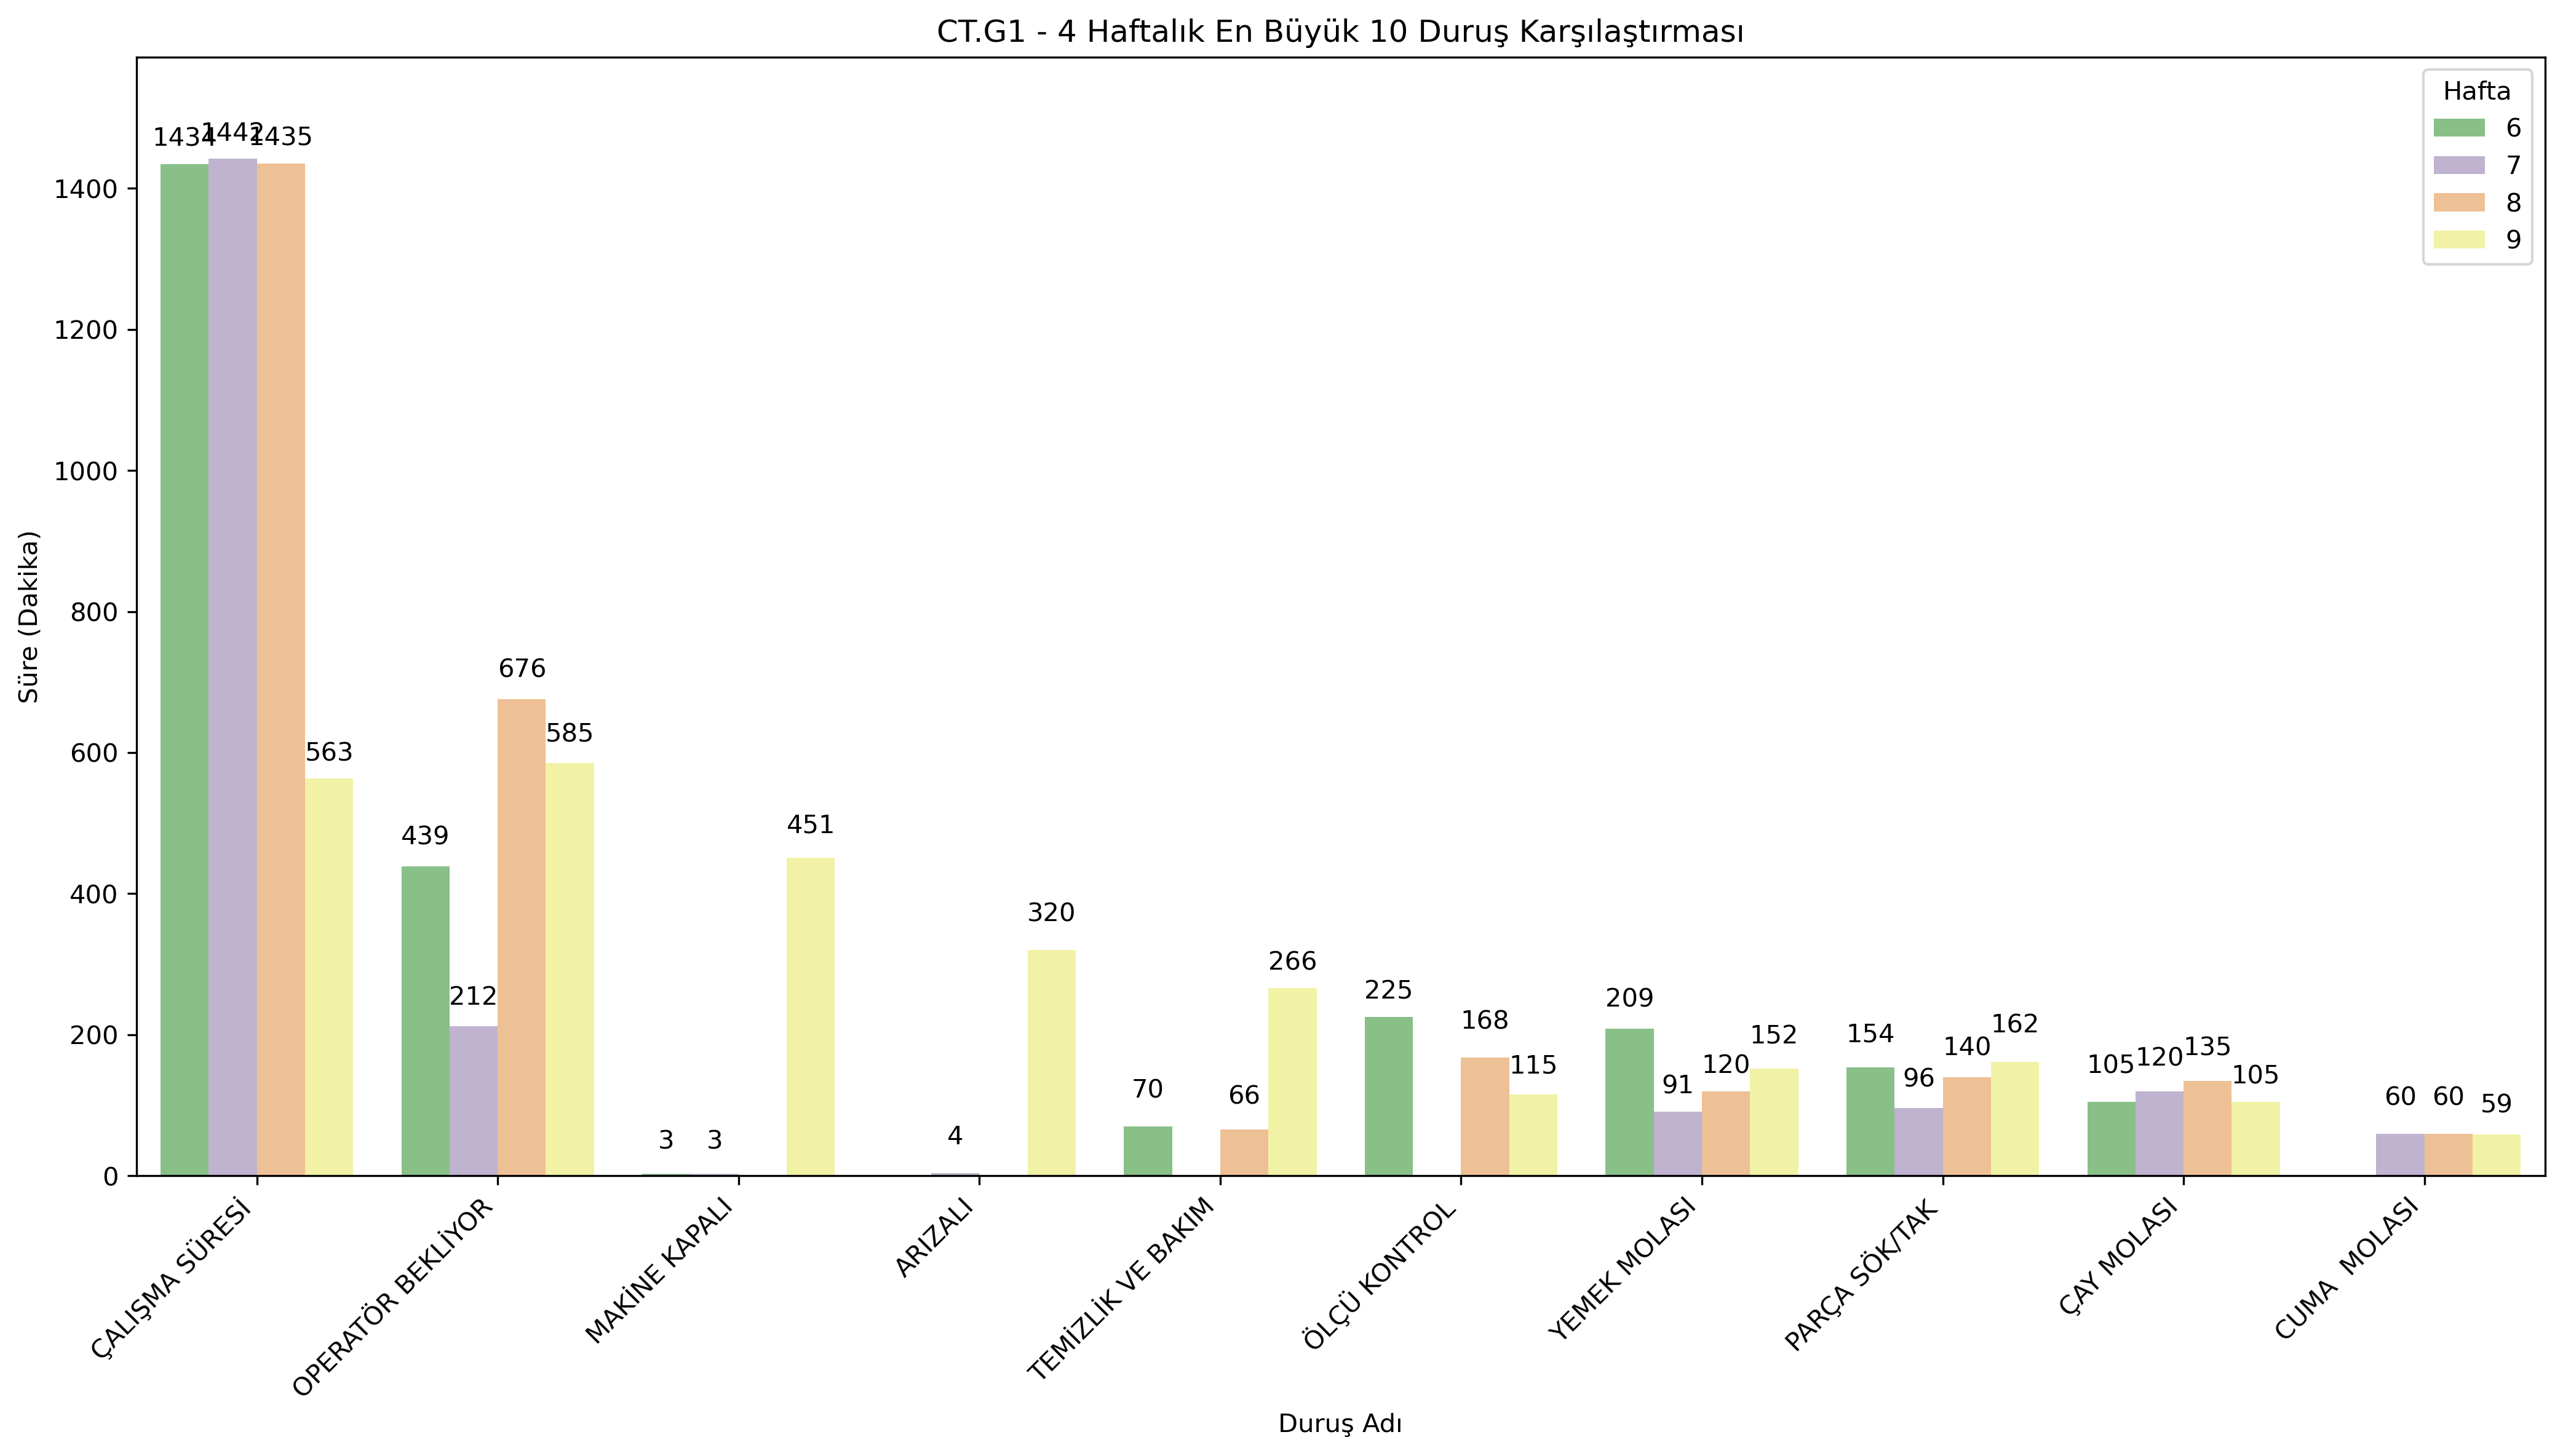 CT.G1 - 4 Haftalık En Büyük 10 Duruş Karşılaştırması
Hafta
6
7
8
9
Süre (Dakika)
1400
1200
1000
800
600
400
200
0
1434 1442 1435 563
439 212 676 585
3 3 451
4 320
70 66 266
225 168 115
209 91 120 152
154 96 140 162
105 120 135 105
60 60 59
ÇALIŞMA SÜRESİ
OPERATÖR BEKLİYOR
MAKİNE KAPALI
ARIZALI
TEMİZLİK VE BAKIM
ÖLÇÜ KONTROL
YEMEK MOLASI
PARÇA SÖK/TAK
ÇAY MOLASI
CUMA  MOLASI
Duruş Adı